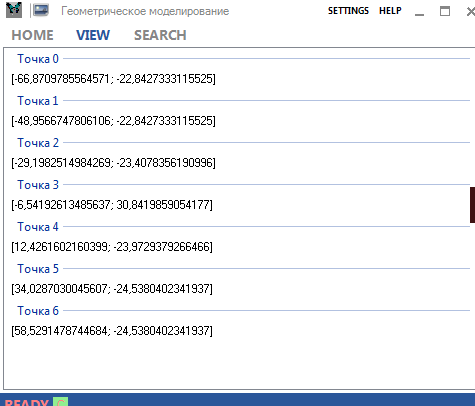 Геометрическое моделирование SETTINGS HELP
HOME VIEW SEARCH
Точка 0
[-66,8709785564571; -22,8427333115525]
Точка 1
[-48,9566747806106; -22,8427333115525]
Точка 2
[-29,1982514984269; -23,4078356190996]
Точка 3
[-6,54192613485637; 30,8419859054177]
Точка 4
[12,4261602160399; -23,9729379266466]
Точка 5
[34,0287030045607; -24,5380402341937]
Точка 6
[58,5291478744684; -24,5380402341937]
READY